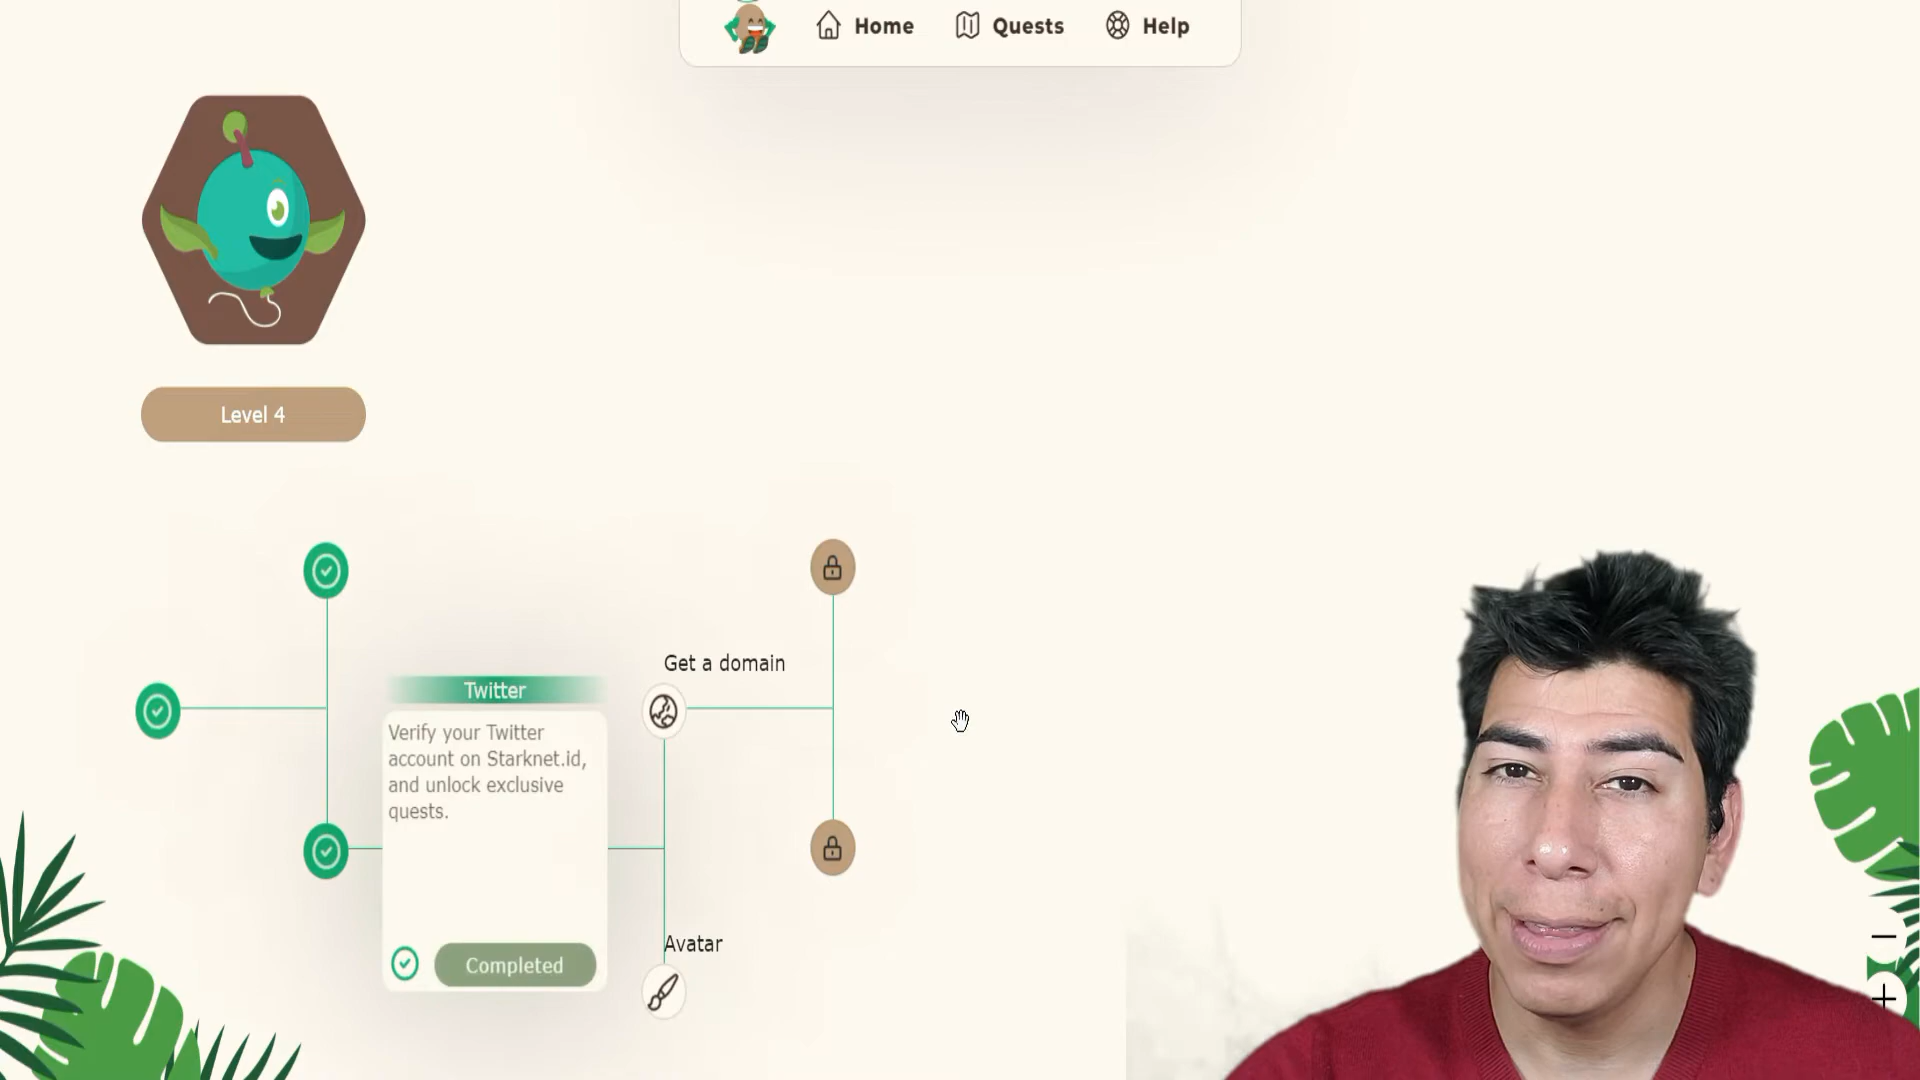 Home
Quests
Help
Level 4
Get a domain
Twitter
Verify your Twitter
account on Starknet.id,
and unlock exclusive
quests.
Avatar
Completed